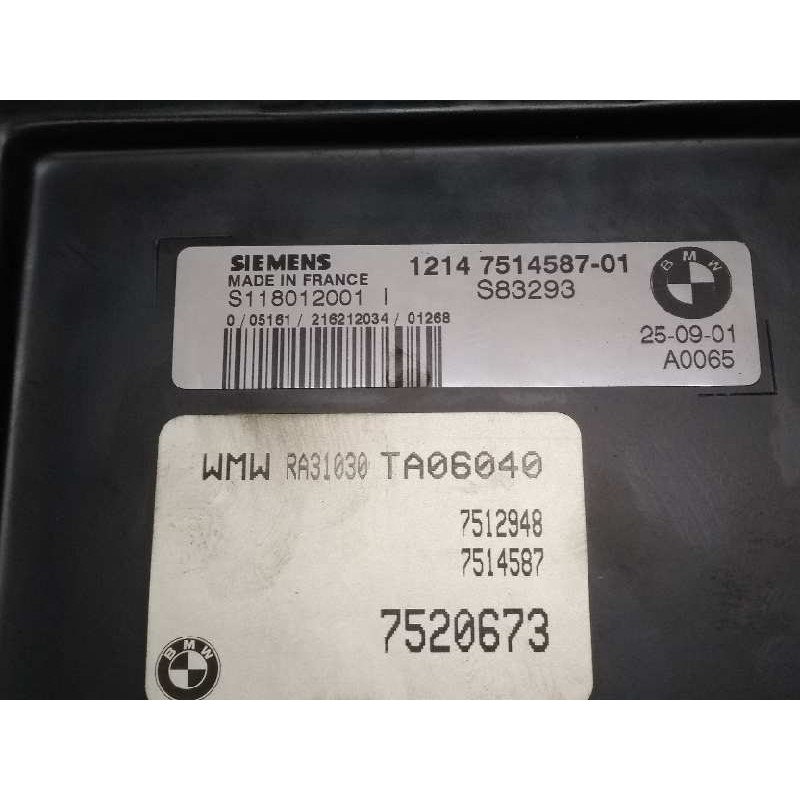 SIEMENS 1214 7514587-01 BMW
MADE IN FRANCE
S118012001 I S83293
0/05161/216212034/01268
25-09-01
A0065
WMW RA31030 TA06040
7512948
7514587
7520673
BMW